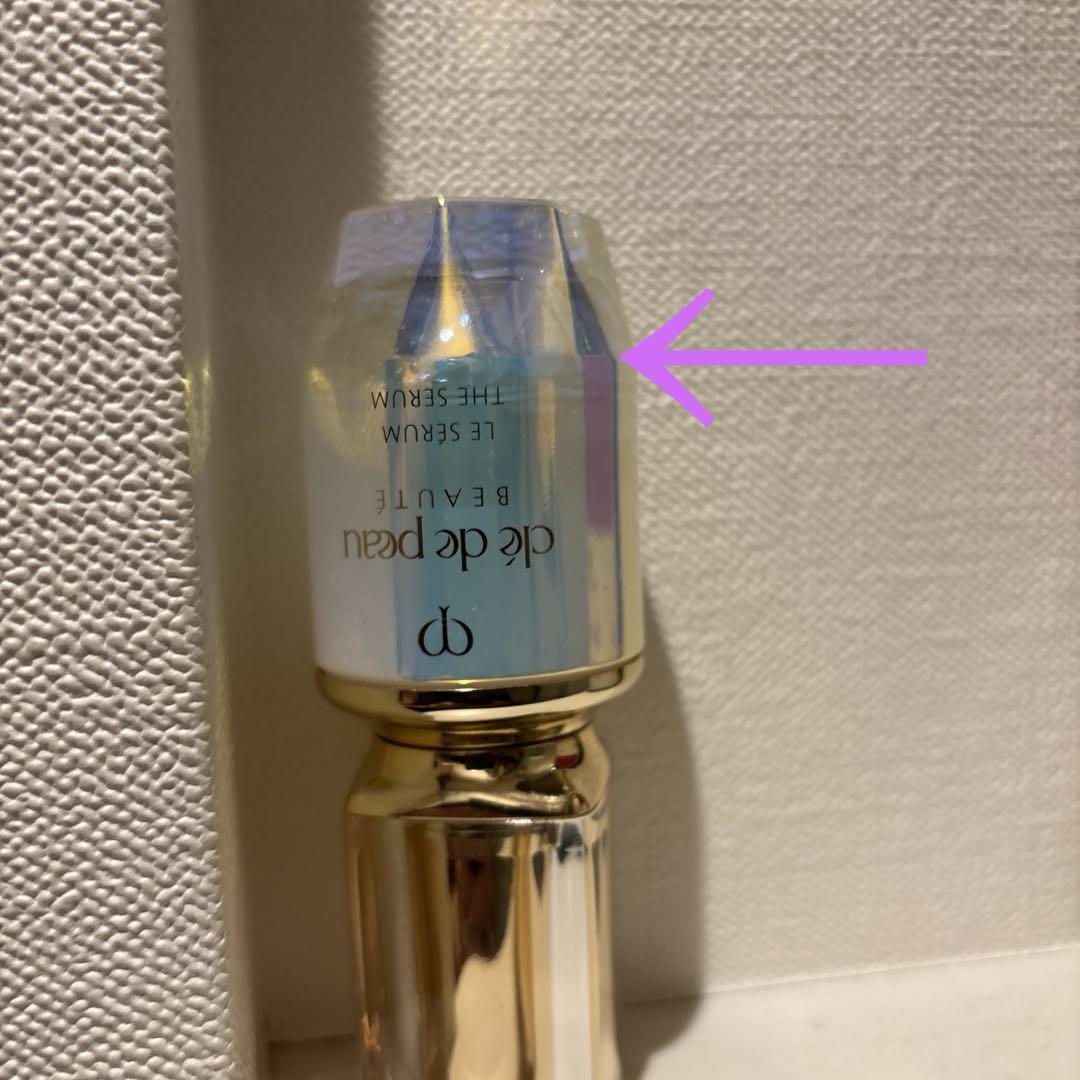 clé de peau
BEAUTÉ
LE SÉRUM
THE SERUM